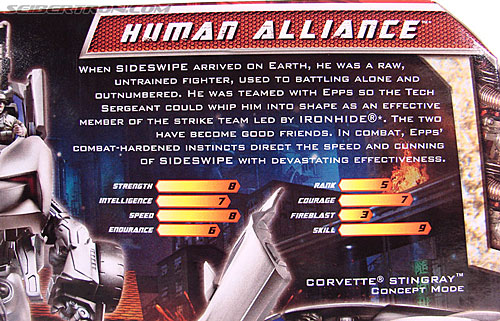 SEIBERTRON.COM
HUMAN ALLIANCE™
WHEN SIDESWIPE ARRIVED ON EARTH, HE WAS A RAW,
UNTRAINED FIGHTER, USED TO BATTLING ALONE AND
OUTNUMBERED. HE WAS TEAMED WITH EPPS SO THE TECH
SERGEANT COULD WHIP HIM INTO SHAPE AS AN EFFECTIVE
MEMBER OF THE STRIKE TEAM LED BY IRONHIDE®*. THE TWO
HAVE BECOME GOOD FRIENDS. IN COMBAT, EPPS'
COMBAT-HARDENED INSTINCTS DIRECT THE SPEED AND CUNNING
OF SIDESWIPE WITH DEVASTATING EFFECTIVENESS.
STRENGTH 8 RANK 5
INTELLIGENCE 7 COURAGE 7
SPEED 8 FIREBLAST 3
ENDURANCE 6 SKILL 9
CORVETTE® STINGRAY™
CONCEPT MODE